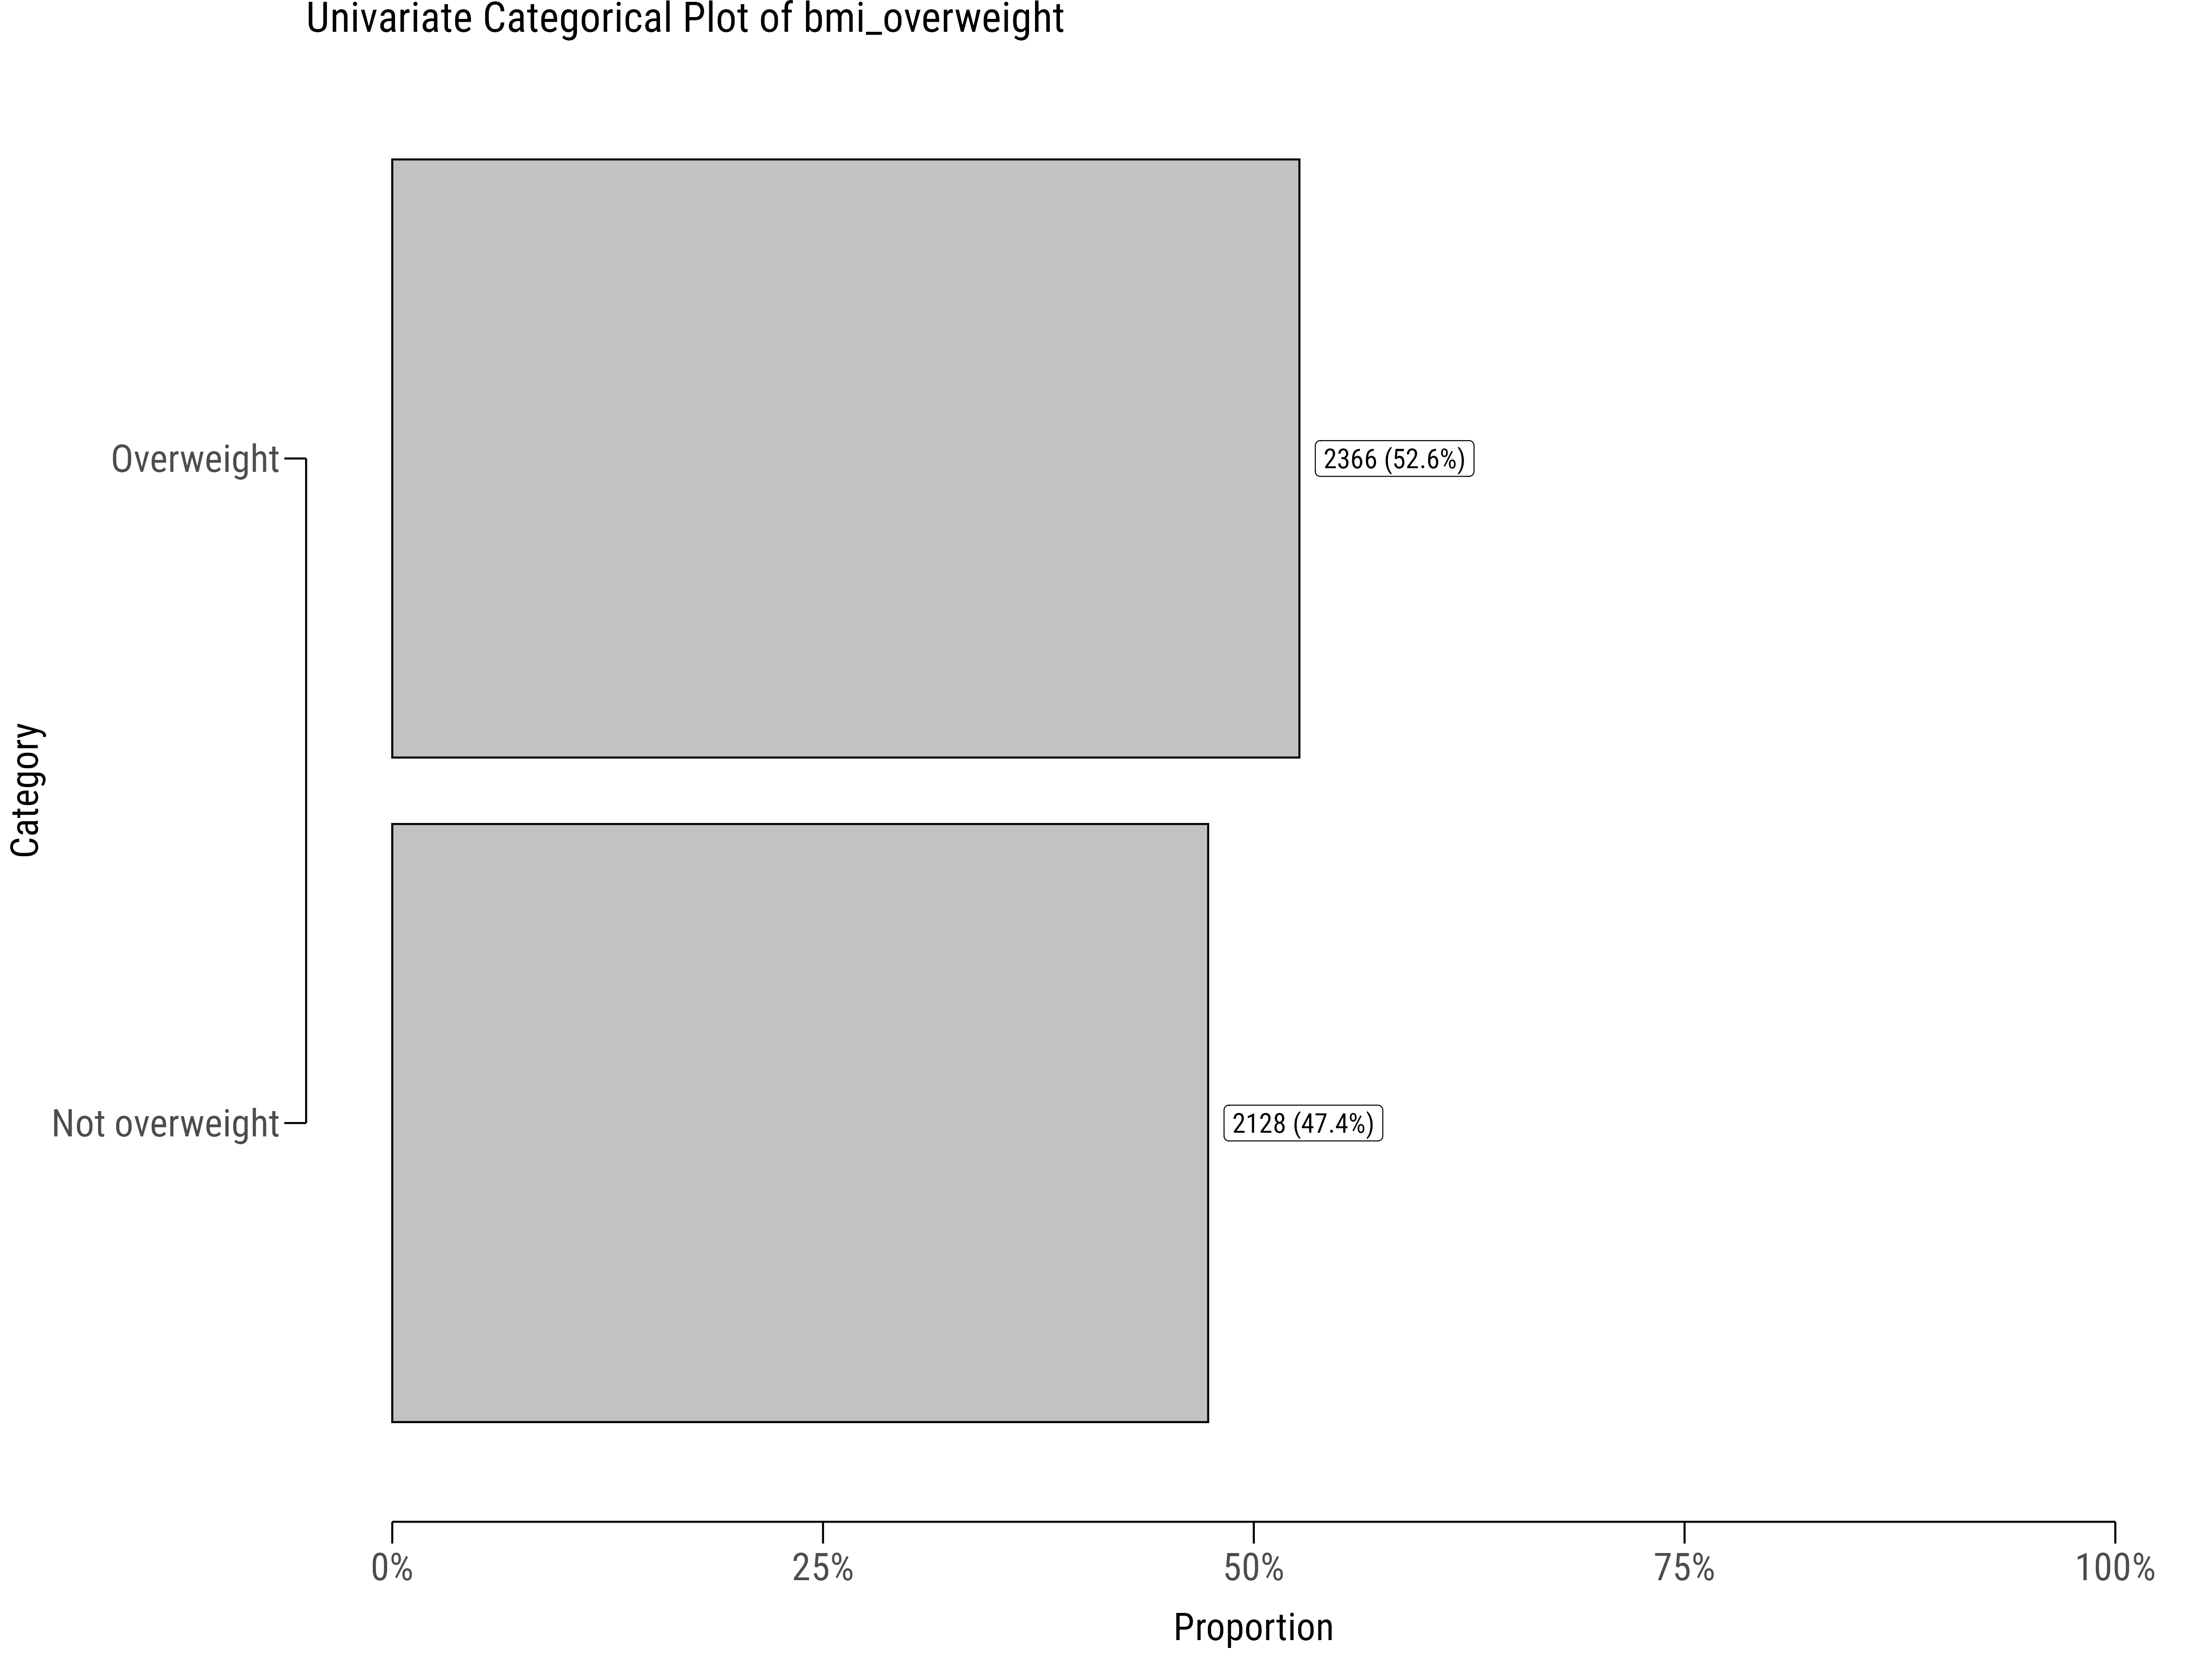 Univariate Categorical Plot of bmi_overweight
Overweight
2366 (52.6%)
Category
Not overweight
2128 (47.4%)
0%
25%
50%
75%
100%
Proportion